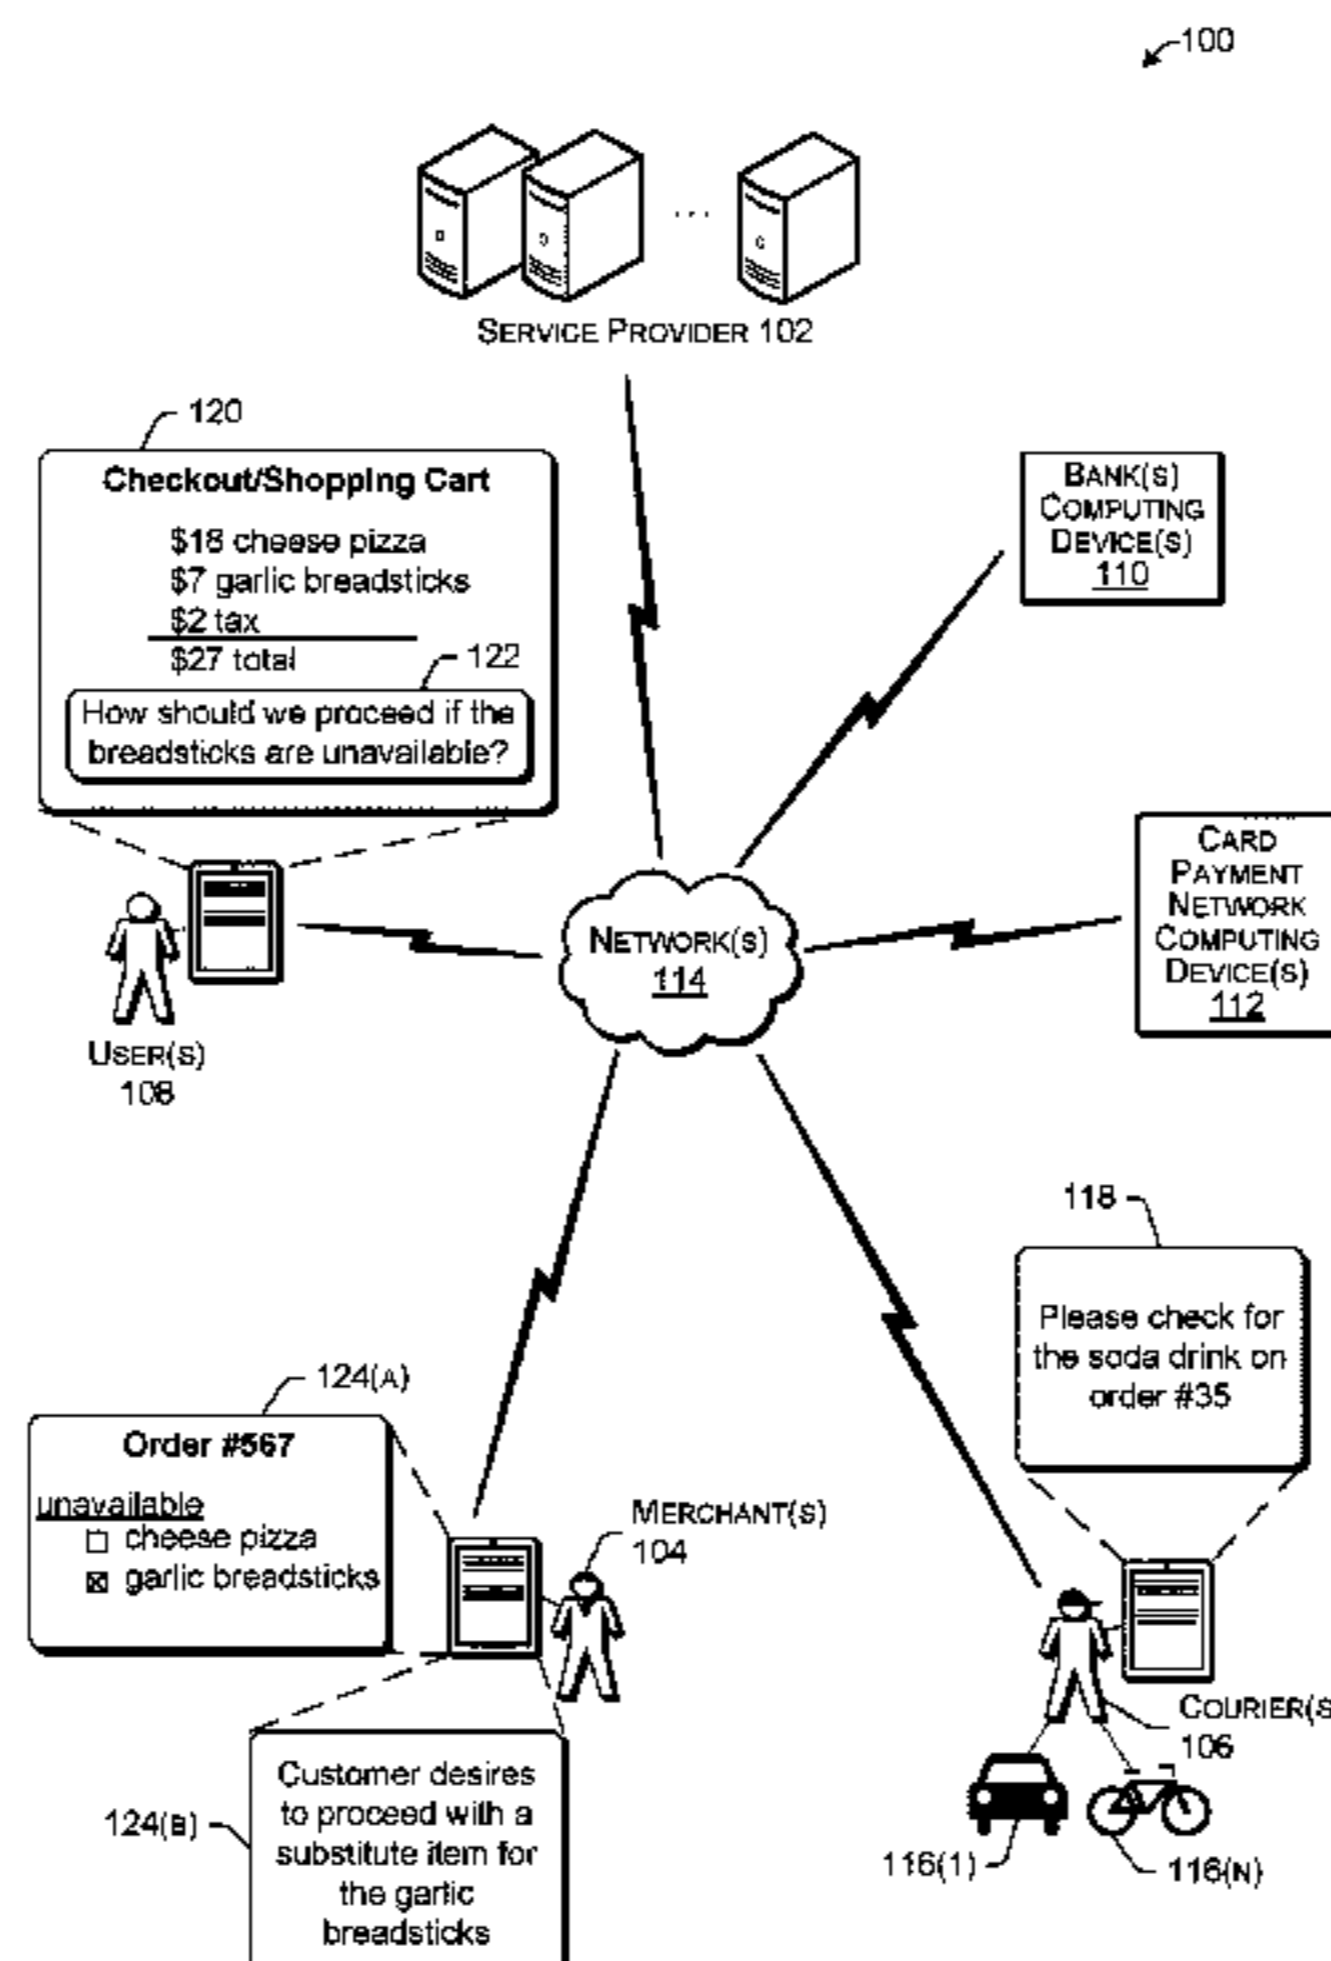 100
SERVICE PROVIDER 102
120
Checkout/Shopping Cart
$18 cheese pizza
$7 garlic breadsticks
$2 tax
$27 total
122
How should we proceed if the
breadsticks are unavailable?
BANK(S)
COMPUTING
DEVICE(S)
110
CARD
PAYMENT
NETWORK
COMPUTING
DEVICE(S)
112
NETWORK(S)
114
USER(S)
108
118
Please check for
the soda drink on
order #35
124(A)
Order #567
unavailable
cheese pizza
garlic breadsticks
MERCHANT(S)
104
COURIER(S
106
116(1)
116(N)
124(B)
Customer desires
to proceed with a
substitute item for
the garlic
breadsticks